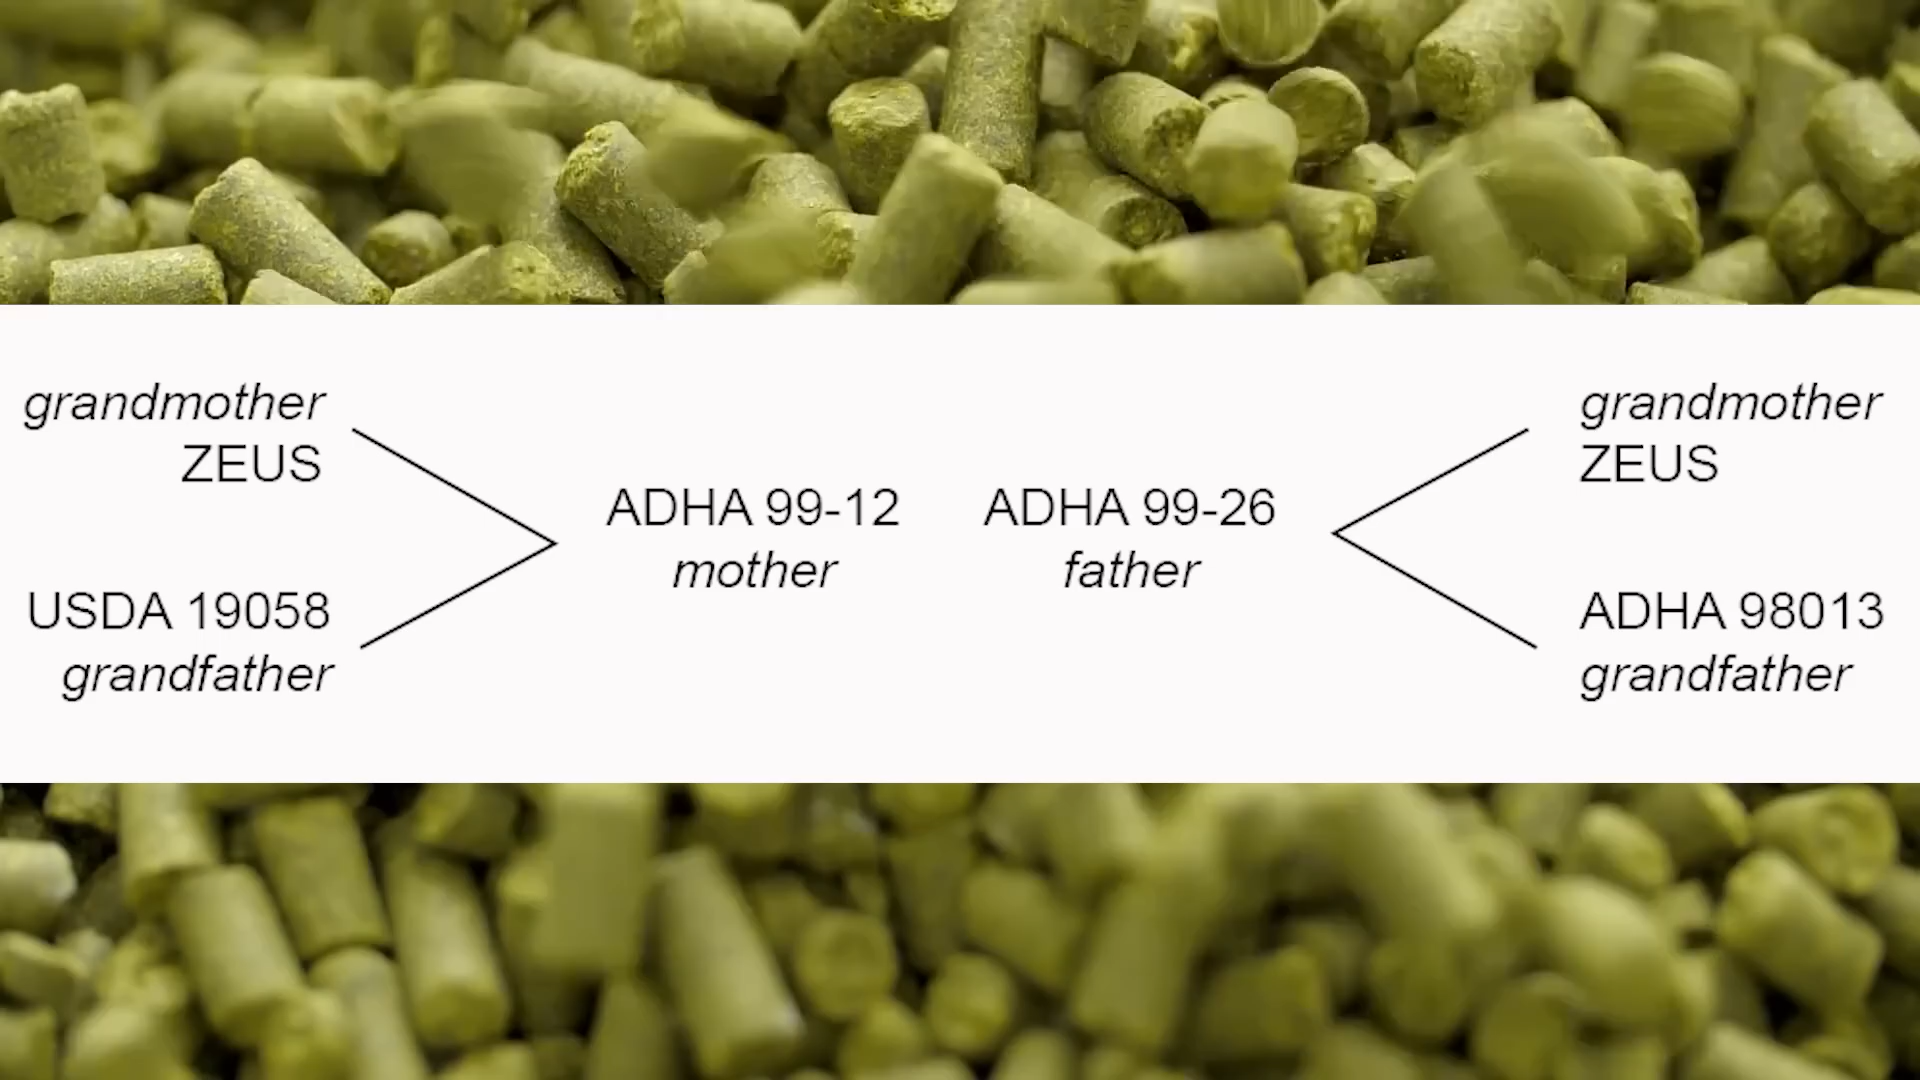 grandmother
ZEUS
USDA 19058
grandfather
ADHA 99-12
mother
ADHA 99-26
father
grandmother
ZEUS
ADHA 98013
grandfather